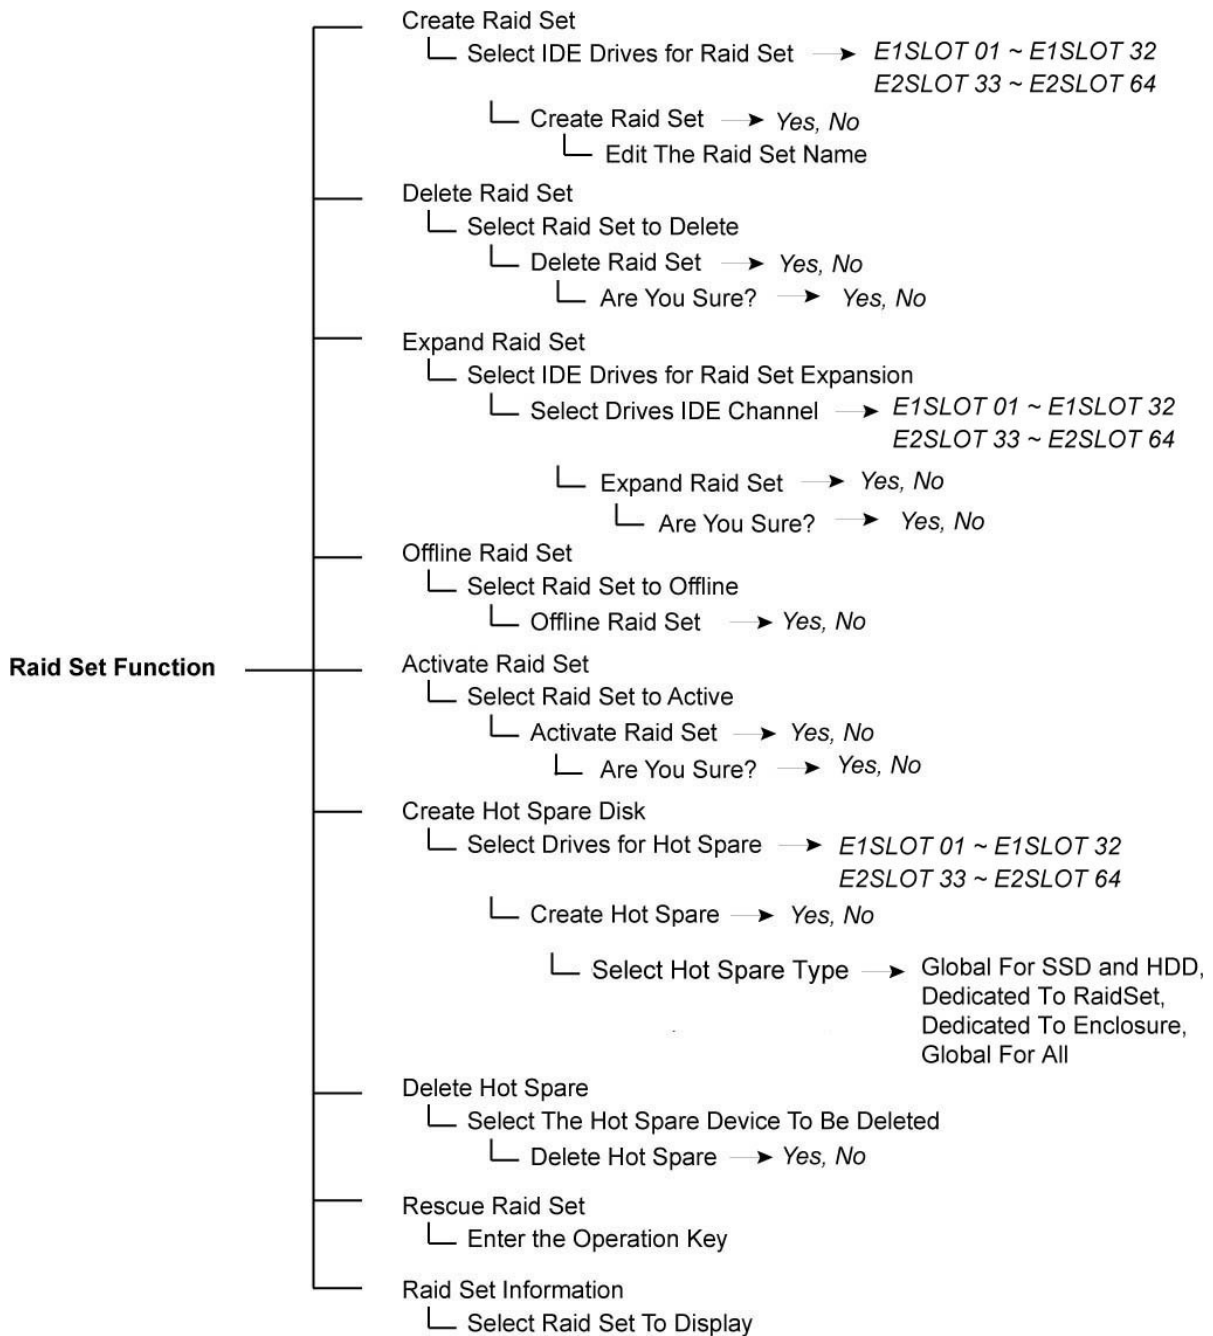 Create Raid Set
Select IDE Drives for Raid Set E1SLOT 01 ~ E1SLOT 32
E2SLOT 33 ~ E2SLOT 64
Create Raid Set Yes, No
Edit The Raid Set Name
Delete Raid Set
Select Raid Set to Delete
Delete Raid Set Yes, No
Are You Sure? Yes, No
Expand Raid Set
Select IDE Drives for Raid Set Expansion
Select Drives IDE Channel E1SLOT 01 ~ E1SLOT 32
E2SLOT 33 ~ E2SLOT 64
Expand Raid Set Yes, No
Are You Sure? Yes, No
Offline Raid Set
Select Raid Set to Offline
Offline Raid Set Yes, No
Raid Set Function Activate Raid Set
Select Raid Set to Active
Activate Raid Set Yes, No
Are You Sure? Yes, No
Create Hot Spare Disk
Select Drives for Hot Spare E1SLOT 01 ~ E1SLOT 32
E2SLOT 33 ~ E2SLOT 64
Create Hot Spare Yes, No
Select Hot Spare Type Global For SSD and HDD,
Dedicated To RaidSet,
Dedicated To Enclosure,
Global For All
Delete Hot Spare
Select The Hot Spare Device To Be Deleted
Delete Hot Spare Yes, No
Rescue Raid Set
Enter the Operation Key
Raid Set Information
Select Raid Set To Display